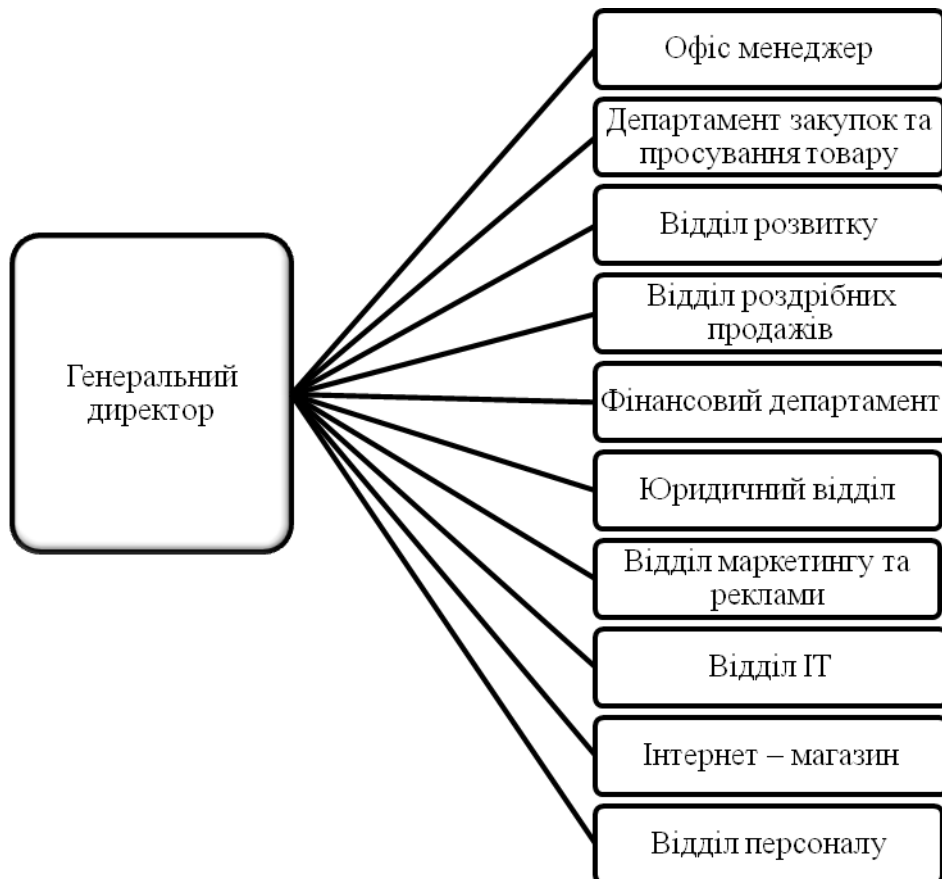 Генеральний
директор
Офіс менеджер
Департамент закупок та
просування товару
Відділ розвитку
Відділ роздрібних
продажів
Фінансовий департамент
Юридичний відділ
Відділ маркетингу та
реклами
Відділ ІТ
Інтернет – магазин
Відділ персоналу